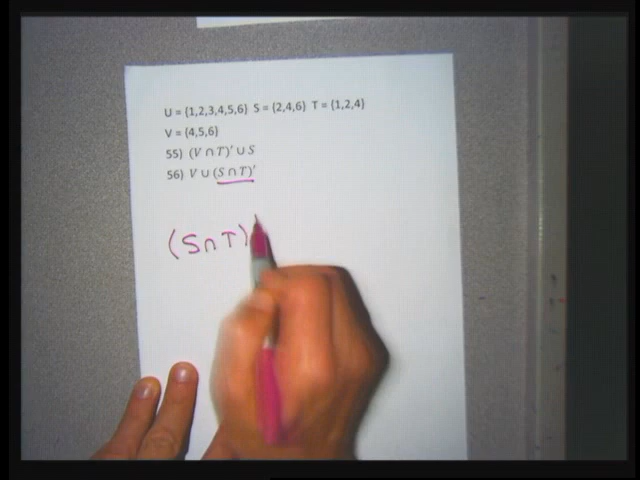 U = {1,2,3,4,5,6} S = {2,4,6} T = {1,2,4}
V = {4,5,6}
55) (V ∩ T)′ ∪ S
56) V ∪ (S ∩ T)′
(S∩T)